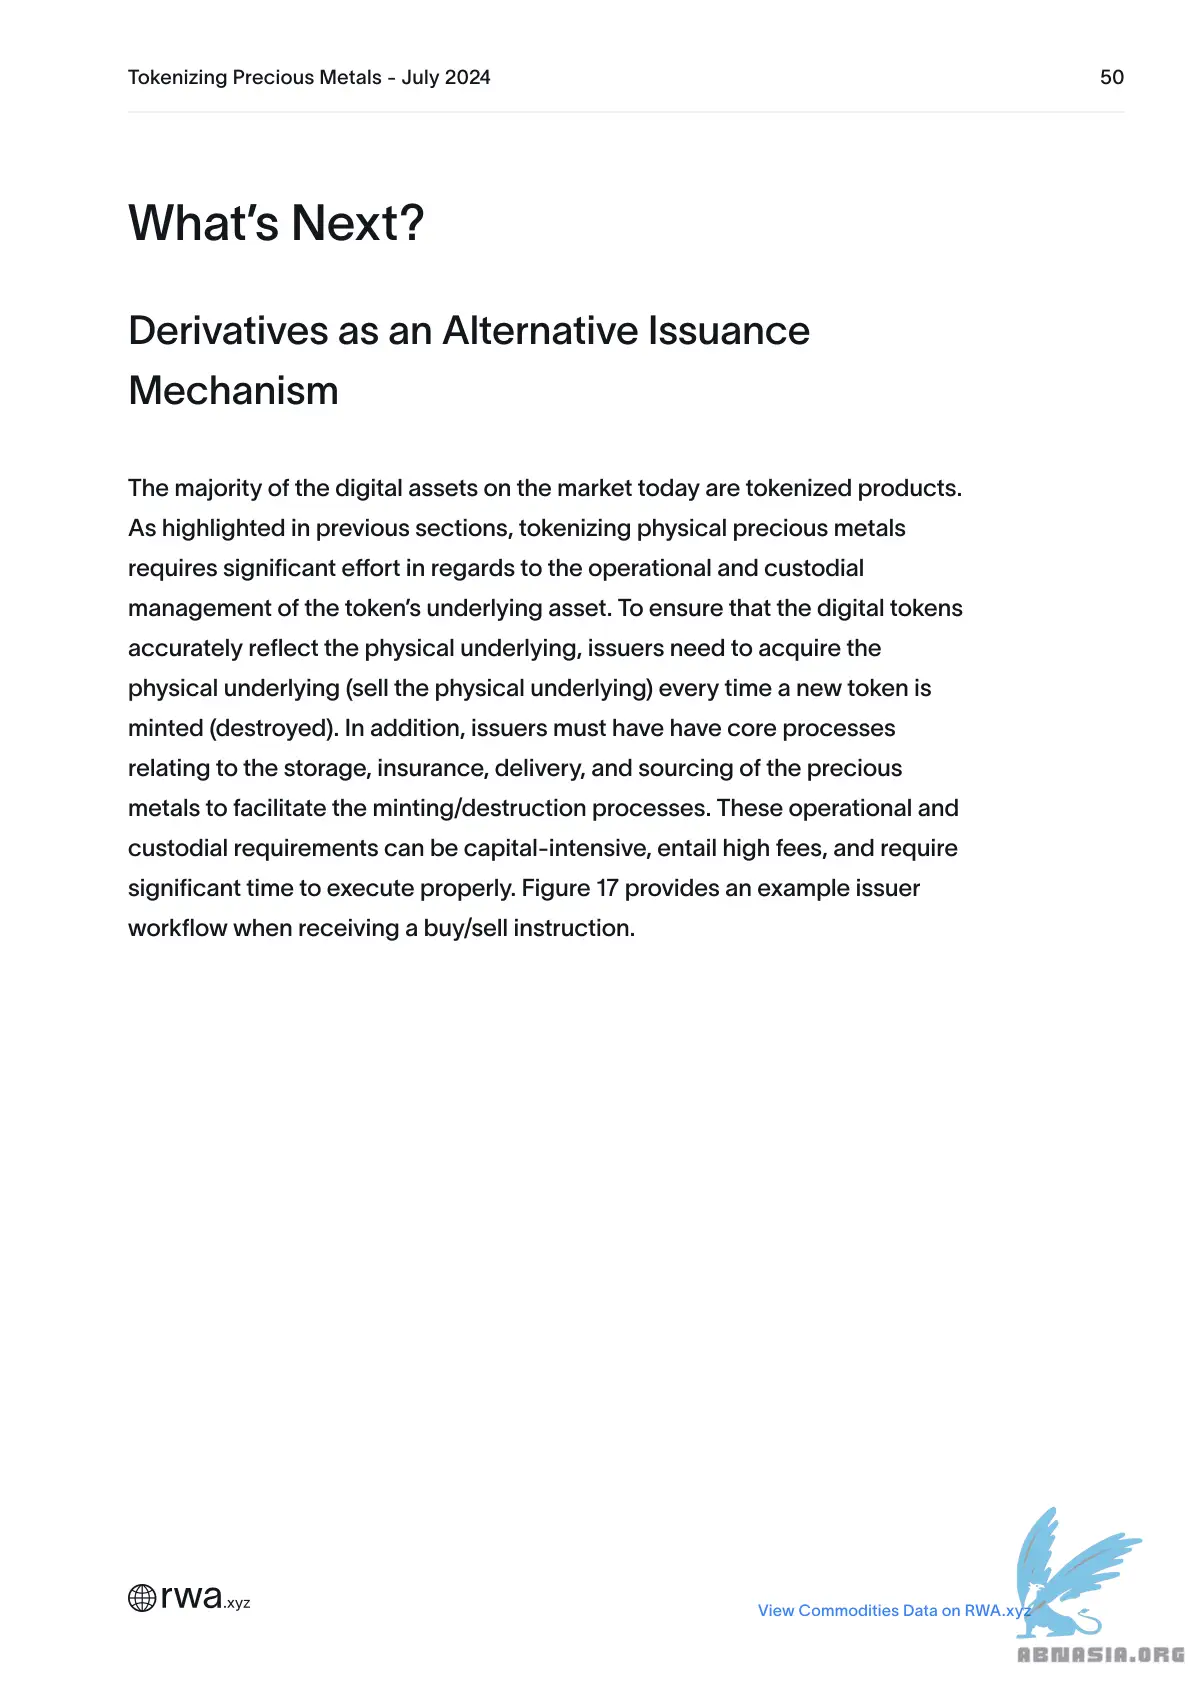 Tokenizing Precious Metals - July 2024
50
What's Next?
Derivatives as an Alternative Issuance
Mechanism
The majority of the digital assets on the market today are tokenized products.
As highlighted in previous sections, tokenizing physical precious metals
requires significant effort in regards to the operational and custodial
management of the token's underlying asset. To ensure that the digital tokens
accurately reflect the physical underlying, issuers need to acquire the
physical underlying (sell the physical underlying) every time a new token is
minted (destroyed). In addition, issuers must have have core processes
relating to the storage, insurance, delivery, and sourcing of the precious
metals to facilitate the minting/destruction processes. These operational and
custodial requirements can be capital-intensive, entail high fees, and require
significant time to execute properly. Figure 17 provides an example issuer
workflow when receiving a buy/sell instruction.
rwa.xyz
View Commodities Data on RWA.xyz
ABNASIA.ORG